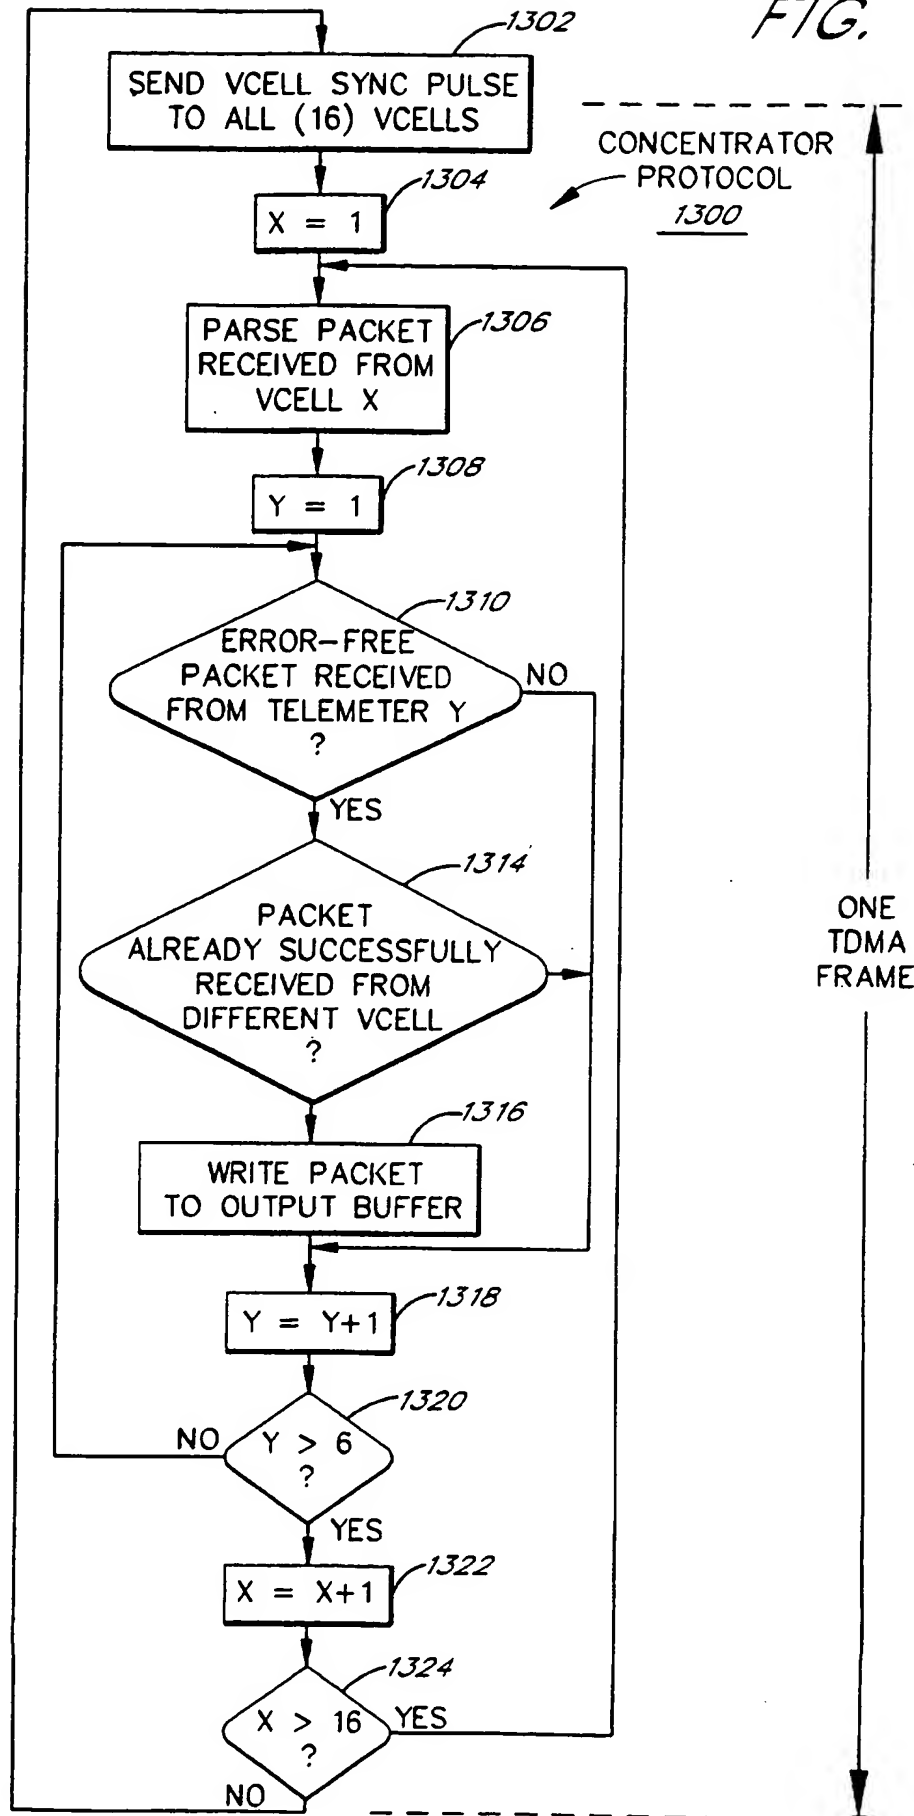 FIG.
1302
SEND VCELL SYNC PULSE
TO ALL (16) VCELLS
CONCENTRATOR
PROTOCOL
1300
1304
X = 1
1306
PARSE PACKET
RECEIVED FROM
VCELL X
1308
Y = 1
1310
ERROR-FREE
PACKET RECEIVED
FROM TELEMETER Y
?
NO
YES
1314
PACKET
ALREADY SUCCESSFULLY
RECEIVED FROM
DIFFERENT VCELL
?
ONE
TDMA
FRAME
1316
WRITE PACKET
TO OUTPUT BUFFER
1318
Y = Y+1
1320
Y > 6
?
NO
YES
1322
X = X+1
1324
X > 16
?
YES
NO